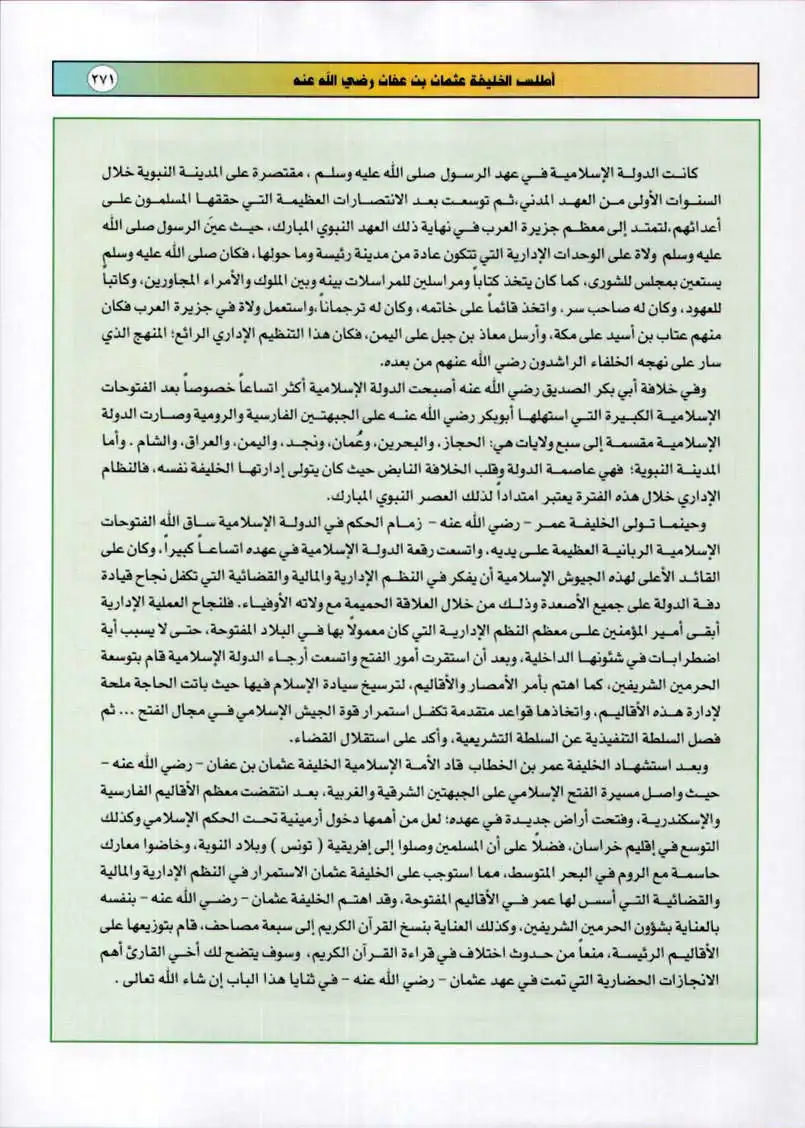 أطلس الخليفة عثمان بن عفان رضي الله عنه
٢٧١
كانت الدولة الإسلامية في عهد الرسول صلى الله عليه وسلم ، مقتصرة على المدينة النبوية خلال
السنوات الأولى من العهد المدني،ثم توسعت بعد الانتصارات العظيمة التي حققها المسلمون على
أعدائهم،لتمتد إلى معظم جزيرة العرب في نهاية ذلك العهد النبوي المبارك، حيث عينَ الرسول صلى الله
عليه وسلم ولاة على الوحدات الإدارية التي تتكون عادة من مدينة رئيسة وما حولها، فكان صلى الله عليه وسلم
يستعين بمجلس للشورى، كما كان يتخذ كتاباً ومراسلين للمراسلات بينه وبين الملوك والأمراء المجاورين، وكاتباً
للعهود، وكان له صاحب سر، واتخذ قائماً على خاتمه، وكان له ترجماناً،واستعمل ولاة في جزيرة العرب فكان
منهم عتاب بن أسيد على مكة، وأرسل معاذ بن جبل على اليمن، فكان هذا التنظيم الإداري الرائع؛ المنهج الذي
سار على نهجه الخلفاء الراشدون رضي الله عنهم من بعده.
وفي خلافة أبي بكر الصديق رضي الله عنه أصبحت الدولة الإسلامية أكثر اتساعاً خصوصاً بعد الفتوحات
الإسلامية الكبيرة التي استهلها أبوبكر رضي الله عنه على الجبهتين الفارسية والرومية وصارت الدولة
الإسلامية مقسمة إلى سبع ولايات هي: الحجاز، والبحرين، وعُمان، ونجد، واليمن، والعراق، والشام . وأما
المدينة النبوية؛ فهي عاصمة الدولة وقلب الخلافة النابض حيث كان يتولى إدارتها الخليفة نفسه، فالنظام
الإداري خلال هذه الفترة يعتبر امتداداً لذلك العصر النبوي المبارك.
وحينما تولى الخليفة عمر – رضي الله عنه – زمام الحكم في الدولة الإسلامية ساق الله الفتوحات
الإسلامية الربانية العظيمة على يديه، واتسعت رقعة الدولة الإسلامية في عهده اتساعاً كبيراً، وكان على
القائد الأعلى لهذه الجيوش الإسلامية أن يفكر في النظم الإدارية والمالية والقضائية التي تكفل نجاح قيادة
دفة الدولة على جميع الأصعدة وذلك من خلال العلاقة الحميمة مع ولاته الأوفياء. فلنجاح العملية الإدارية
أبقى أمير المؤمنين على معظم النظم الإدارية التي كان معمولاً بها في البلاد المفتوحة، حتى لا يسبب أية
اضطرابات في شئونها الداخلية، وبعد أن استقرت أمور الفتح واتسعت أرجاء الدولة الإسلامية قام بتوسعة
الحرمين الشريفين، كما اهتم بأمر الأمصار والأقاليم، لترسيخ سيادة الإسلام فيها حيث باتت الحاجة ملحة
لإدارة هذه الأقاليم، واتخاذها قواعد متقدمة تكفل استمرار قوة الجيش الإسلامي في مجال الفتح ... ثم
فصل السلطة التنفيذية عن السلطة التشريعية، وأكد على استقلال القضاء.
وبعد استشهاد الخليفة عمر بن الخطاب قاد الأمة الإسلامية الخليفة عثمان بن عفان – رضي الله عنه –
حيث واصل مسيرة الفتح الإسلامي على الجبهتين الشرقية والغربية، بعد انتقضت معظم الأقاليم الفارسية
والإسكندرية، وفتحت أراض جديدة في عهده؛ لعل من أهمها دخول أرمينية تحت الحكم الإسلامي وكذلك
التوسع في إقليم خراسان، فضلاً على أن المسلمين وصلوا إلى إفريقية ( تونس ) وبلاد النوبة، وخاضوا معارك
حاسمة مع الروم في البحر المتوسط، مما استوجب على الخليفة عثمان الاستمرار في النظم الإدارية والمالية
والقضائية التي أسس لها عمر في الأقاليم المفتوحة، وقد اهتم الخليفة عثمان – رضي الله عنه – بنفسه
بالعناية بشؤون الحرمين الشريفين، وكذلك العناية بنسخ القرآن الكريم إلى سبعة مصاحف، قام بتوزيعها على
الأقاليم الرئيسة، منعاً من حدوث اختلاف في قراءة القرآن الكريم، وسوف يتضح لك أخي القارئ أهم
الانجازات الحضارية التي تمت في عهد عثمان – رضي الله عنه – في ثنايا هذا الباب إن شاء الله تعالى .